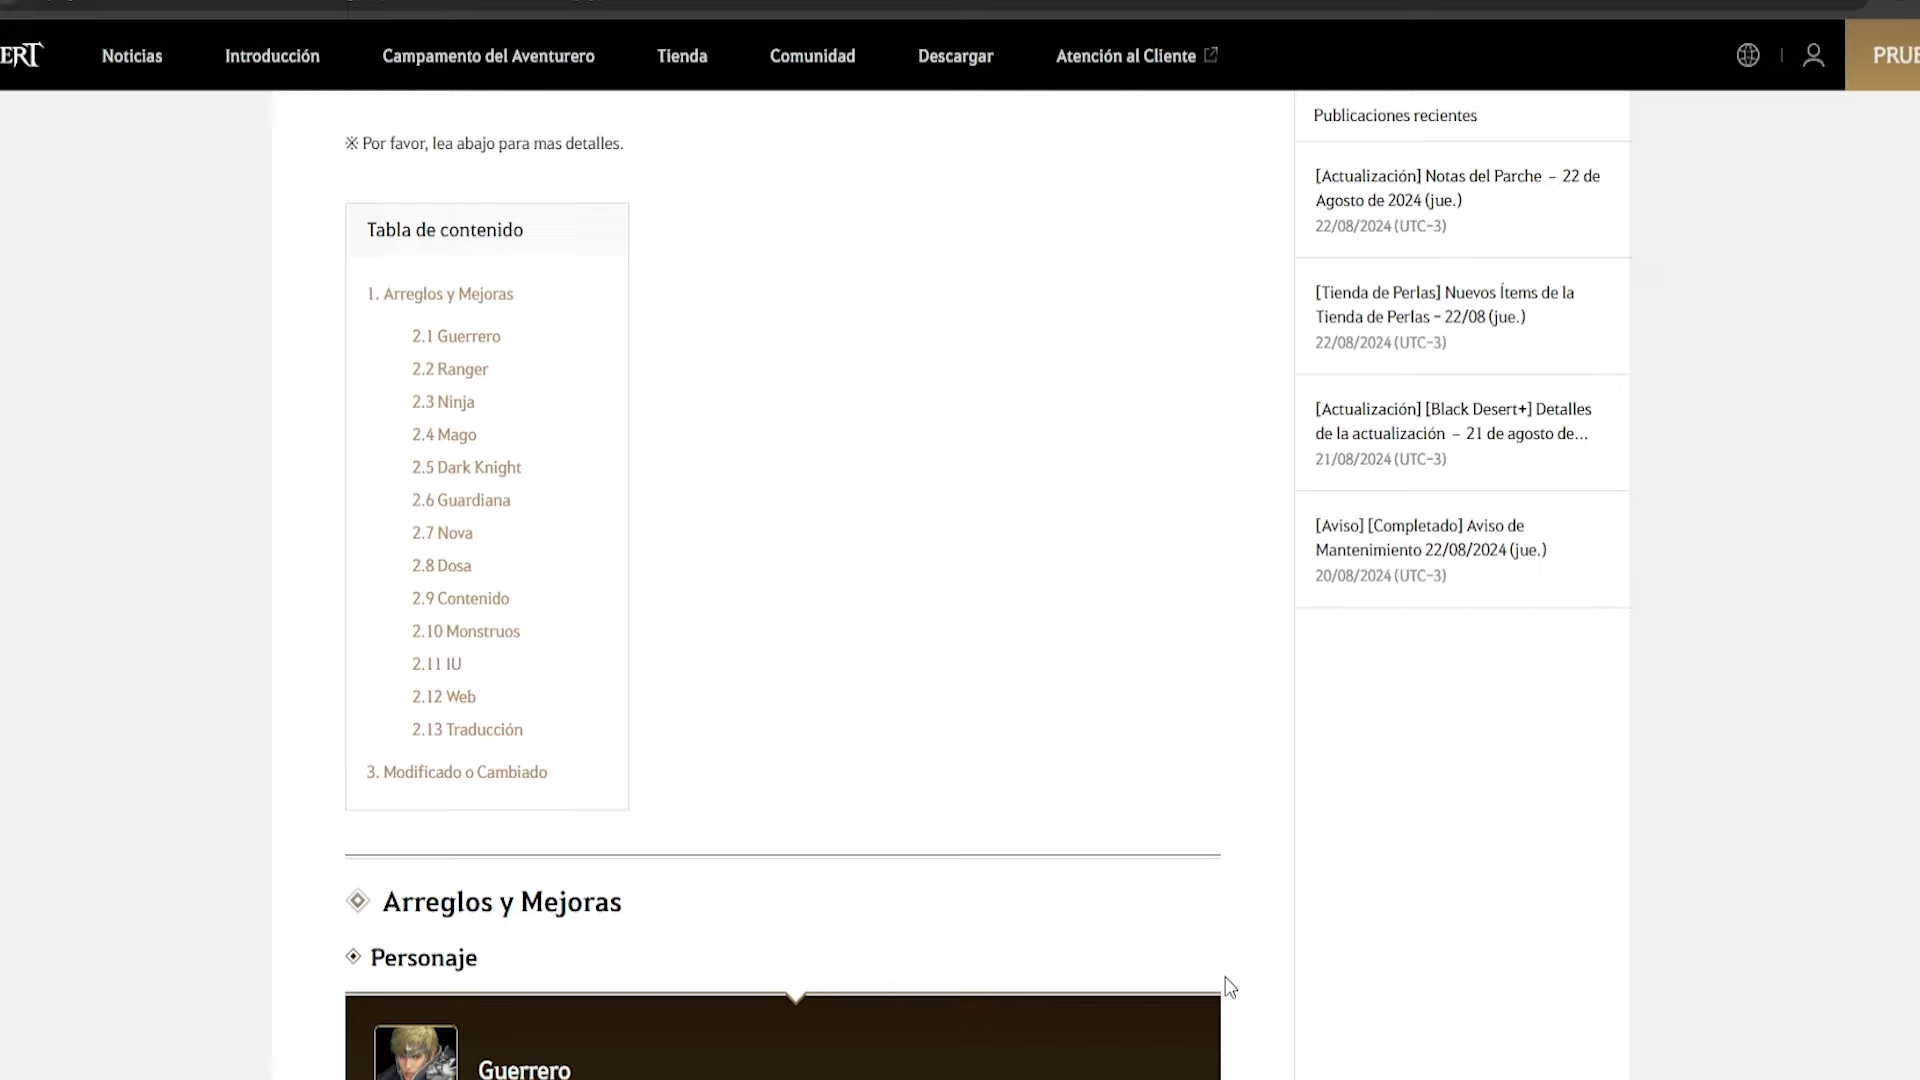 ERT
Noticias
Introducción
Campamento del Aventurero
Tienda
Comunidad
Descargar
Atención al Cliente
PRUE
※ Por favor, lea abajo para mas detalles.
Tabla de contenido
1. Arreglos y Mejoras
2.1 Guerrero
2.2 Ranger
2.3 Ninja
2.4 Mago
2.5 Dark Knight
2.6 Guardiana
2.7 Nova
2.8 Dosa
2.9 Contenido
2.10 Monstruos
2.11 IU
2.12 Web
2.13 Traducción
3. Modificado o Cambiado
Arreglos y Mejoras
Personaje
Guerrero
Publicaciones recientes
[Actualización] Notas del Parche – 22 de
Agosto de 2024 (jue.)
22/08/2024 (UTC-3)
[Tienda de Perlas] Nuevos Ítems de la
Tienda de Perlas - 22/08 (jue.)
22/08/2024 (UTC-3)
[Actualización] [Black Desert+] Detalles
de la actualización – 21 de agosto de...
21/08/2024 (UTC-3)
[Aviso] [Completado] Aviso de
Mantenimiento 22/08/2024 (jue.)
20/08/2024 (UTC-3)